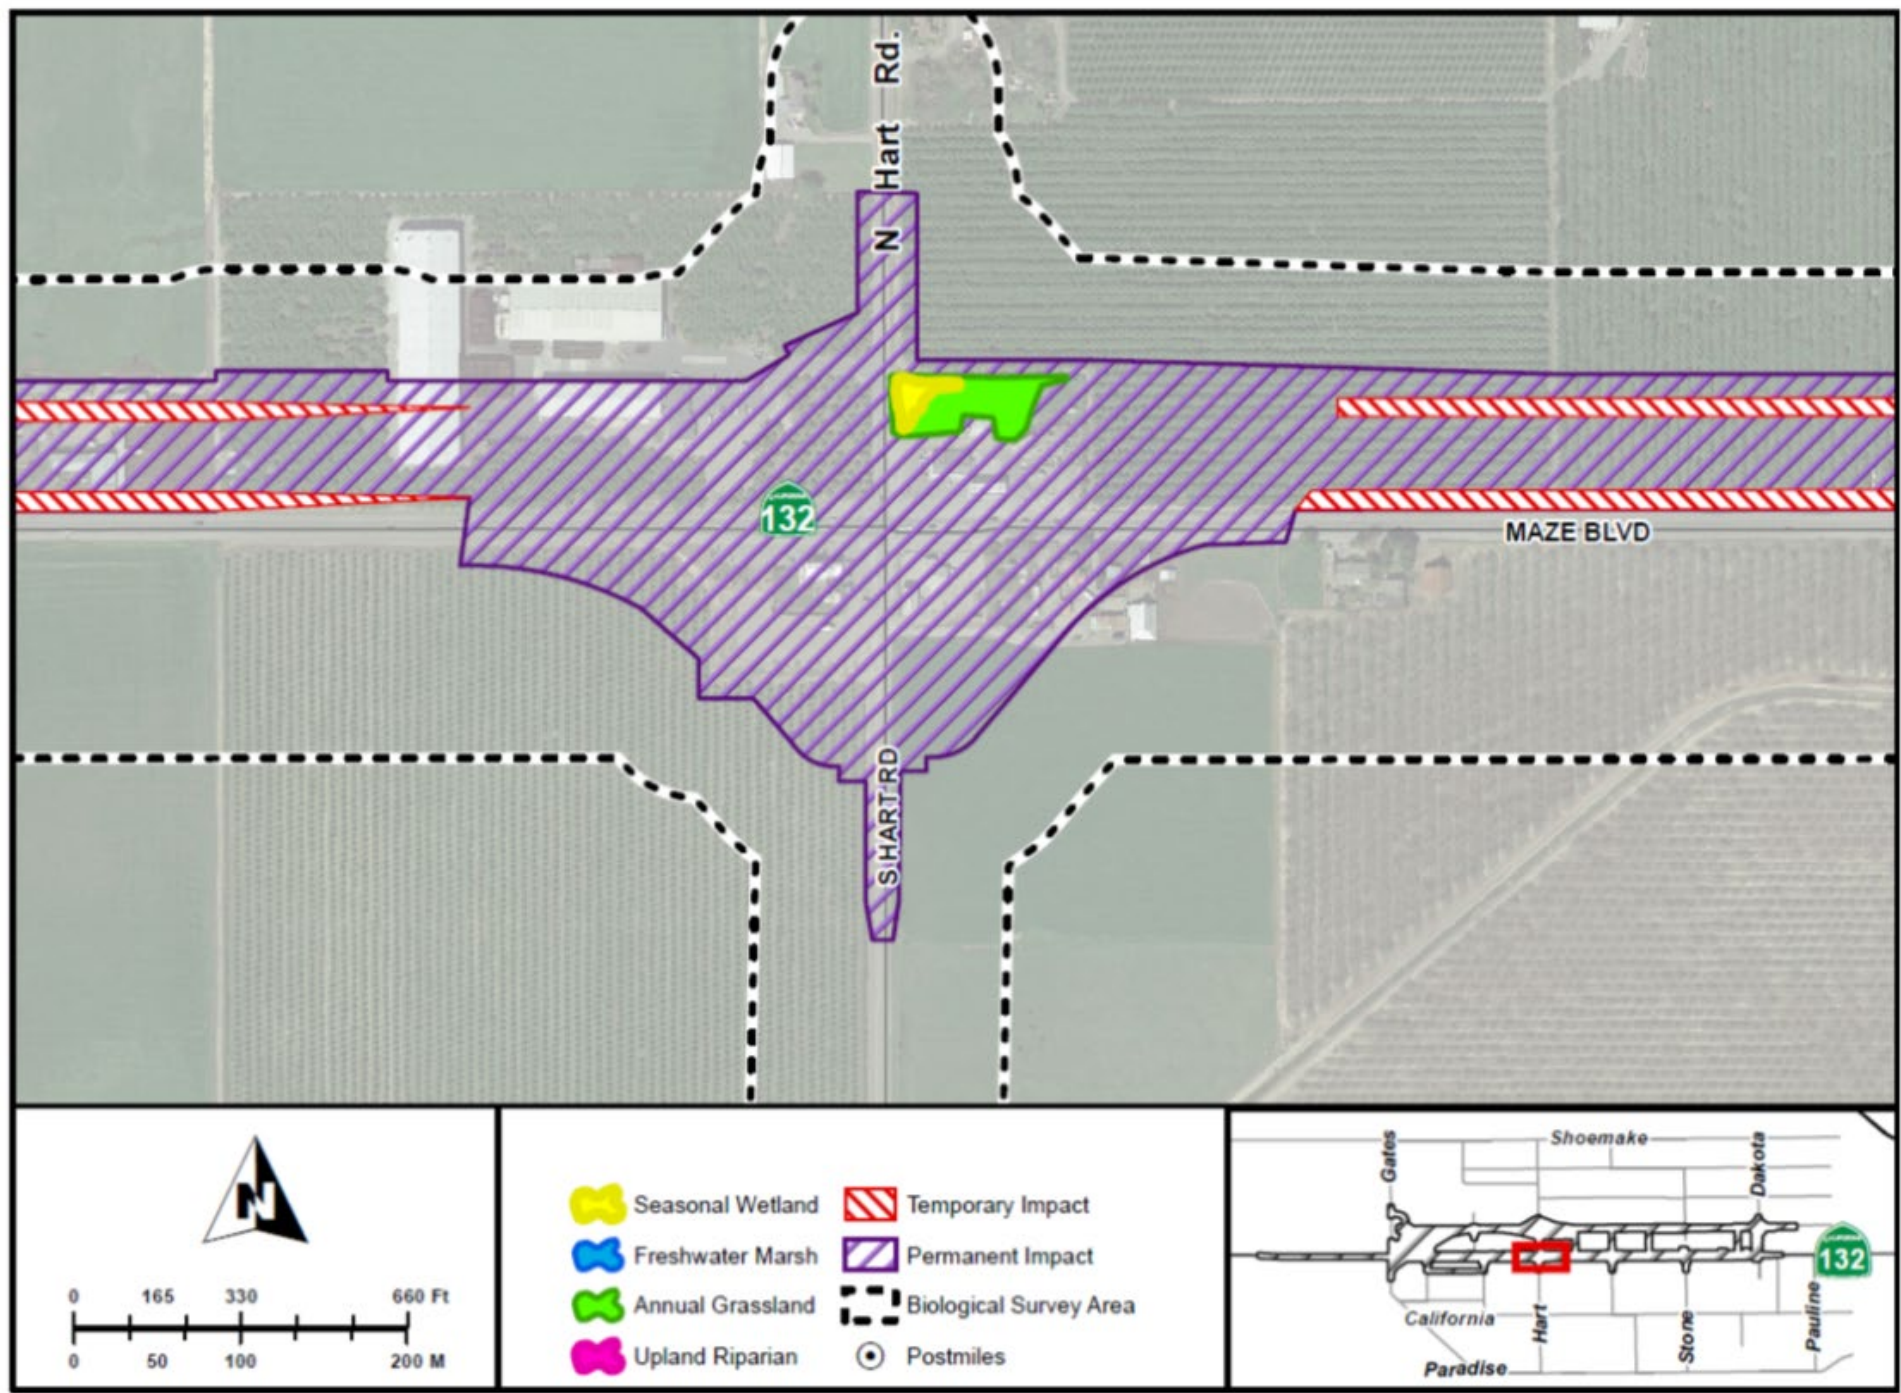 N Hart Rd.
CALIFORNIA
132
MAZE BLVD
S HART RD
N
0 165 330 660 Ft
0 50 100 200 M
Seasonal Wetland
Freshwater Marsh
Annual Grassland
Upland Riparian
Temporary Impact
Permanent Impact
Biological Survey Area
Postmiles
Gates
Shoemake
Dakota
CALIFORNIA
132
California
Hart
Stone
Pauline
Paradise